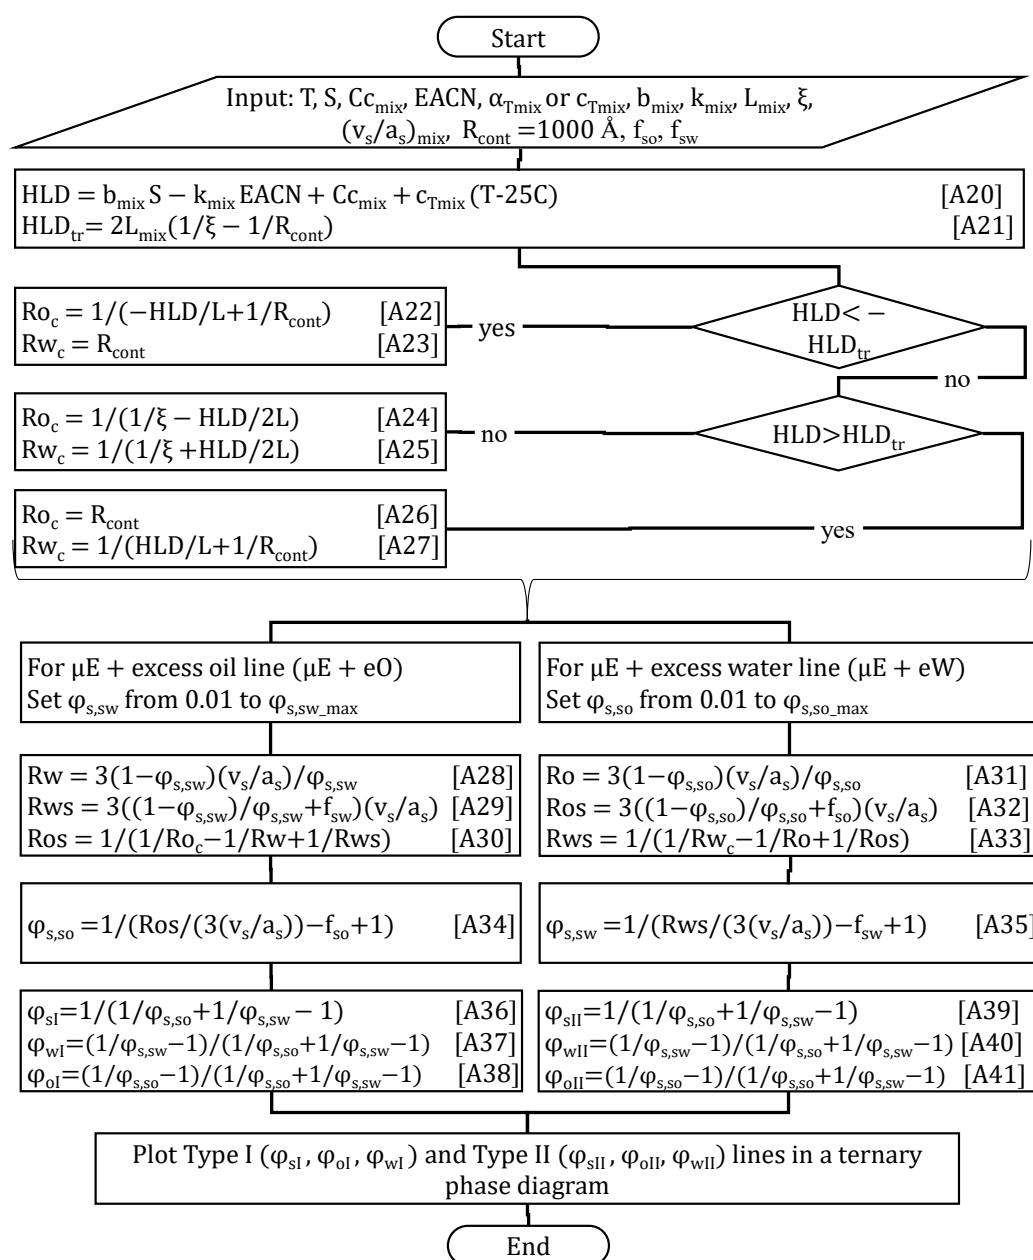 Start
Input: T, S, Cc_mix, EACN, α_Tmix or c_Tmix, b_mix, k_mix, L_mix, ξ,
(v_s/a_s)_mix, R_cont =1000 Å, f_so, f_sw
HLD = b_mix S − k_mix EACN + Cc_mix + c_Tmix (T-25C) [A20]
HLD_tr= 2L_mix(1/ξ − 1/R_cont) [A21]
HLD< −
HLD_tr
yes
Ro_c = 1/(−HLD/L+1/R_cont) [A22]
Rw_c = R_cont [A23]
no
HLD>HLD_tr
no
Ro_c = 1/(1/ξ − HLD/2L) [A24]
Rw_c = 1/(1/ξ +HLD/2L) [A25]
yes
Ro_c = R_cont [A26]
Rw_c = 1/(HLD/L+1/R_cont) [A27]
For μE + excess oil line (μE + eO)
Set φ_s,sw from 0.01 to φ_s,sw_max
Rw = 3(1−φ_s,sw)(v_s/a_s)/φ_s,sw [A28]
Rws = 3((1−φ_s,sw)/φ_s,sw+f_sw)(v_s/a_s) [A29]
Ros = 1/(1/Ro_c−1/Rw+1/Rws) [A30]
φ_s,so =1/(Ros/(3(v_s/a_s))−f_so+1) [A34]
φ_sI=1/(1/φ_s,so+1/φ_s,sw − 1) [A36]
φ_wI=(1/φ_s,sw−1)/(1/φ_s,so+1/φ_s,sw−1) [A37]
φ_oI=(1/φ_s,so−1)/(1/φ_s,so+1/φ_s,sw−1) [A38]
For μE + excess water line (μE + eW)
Set φ_s,so from 0.01 to φ_s,so_max
Ro = 3(1−φ_s,so)(v_s/a_s)/φ_s,so [A31]
Ros = 3((1−φ_s,so)/φ_s,so+f_so)(v_s/a_s) [A32]
Rws = 1/(1/Rw_c−1/Ro+1/Ros) [A33]
φ_s,sw =1/(Rws/(3(v_s/a_s))−f_sw+1) [A35]
φ_sII=1/(1/φ_s,so+1/φ_s,sw−1) [A39]
φ_wII=(1/φ_s,sw−1)/(1/φ_s,so+1/φ_s,sw−1) [A40]
φ_oII=(1/φ_s,so−1)/(1/φ_s,so+1/φ_s,sw−1) [A41]
Plot Type I (φ_sI, φ_oI, φ_wI) and Type II (φ_sII, φ_oII, φ_wII) lines in a ternary
phase diagram
End